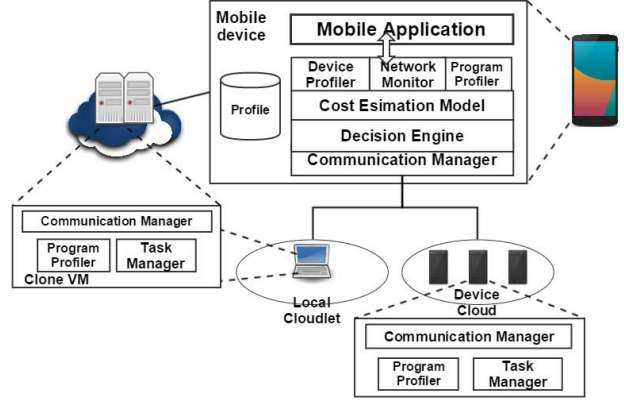 Mobile
device
Mobile Application
Device
Profiler
Network
Monitor
Program
Profiler
Profile
Cost Esimation Model
Decision Engine
Communication Manager
Communication Manager
Program
Profiler
Task
Manager
Clone VM
Local
Cloudlet
Device
Cloud
Communication Manager
Program
Profiler
Task
Manager